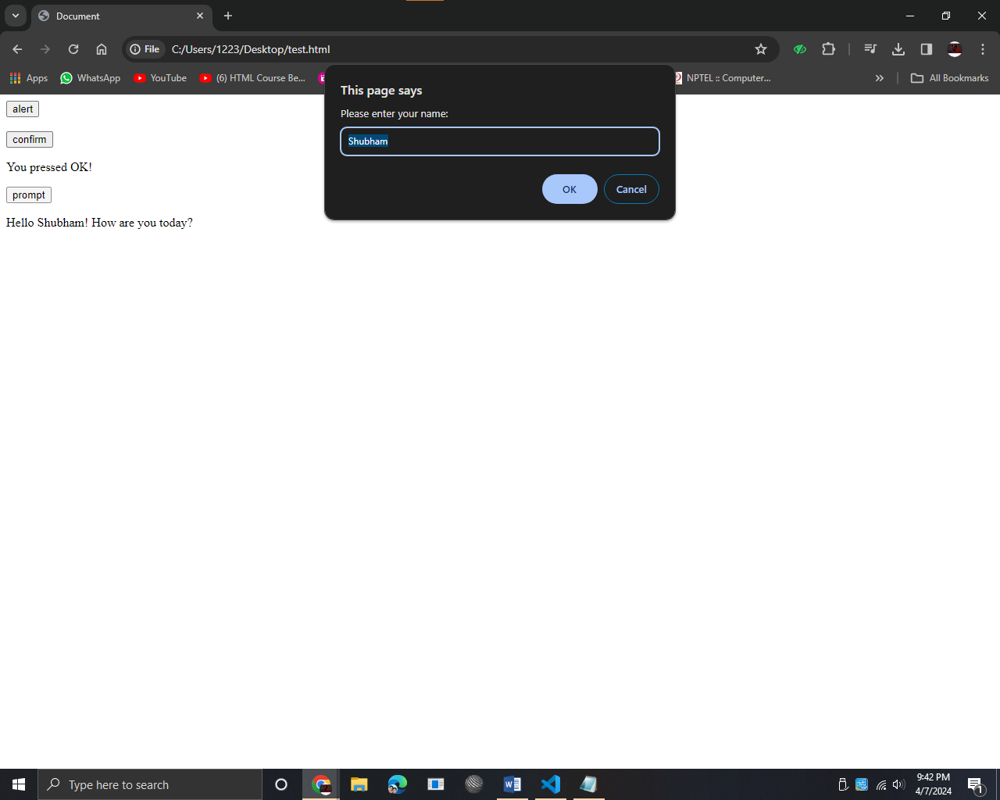 Document
File
C:/Users/1223/Desktop/test.html
Apps
WhatsApp
YouTube
(6) HTML Course Be...
NPTEL :: Computer...
All Bookmarks
This page says
Please enter your name:
Shubham
OK
Cancel
alert
confirm
You pressed OK!
prompt
Hello Shubham! How are you today?
Type here to search
9:42 PM
4/7/2024
1